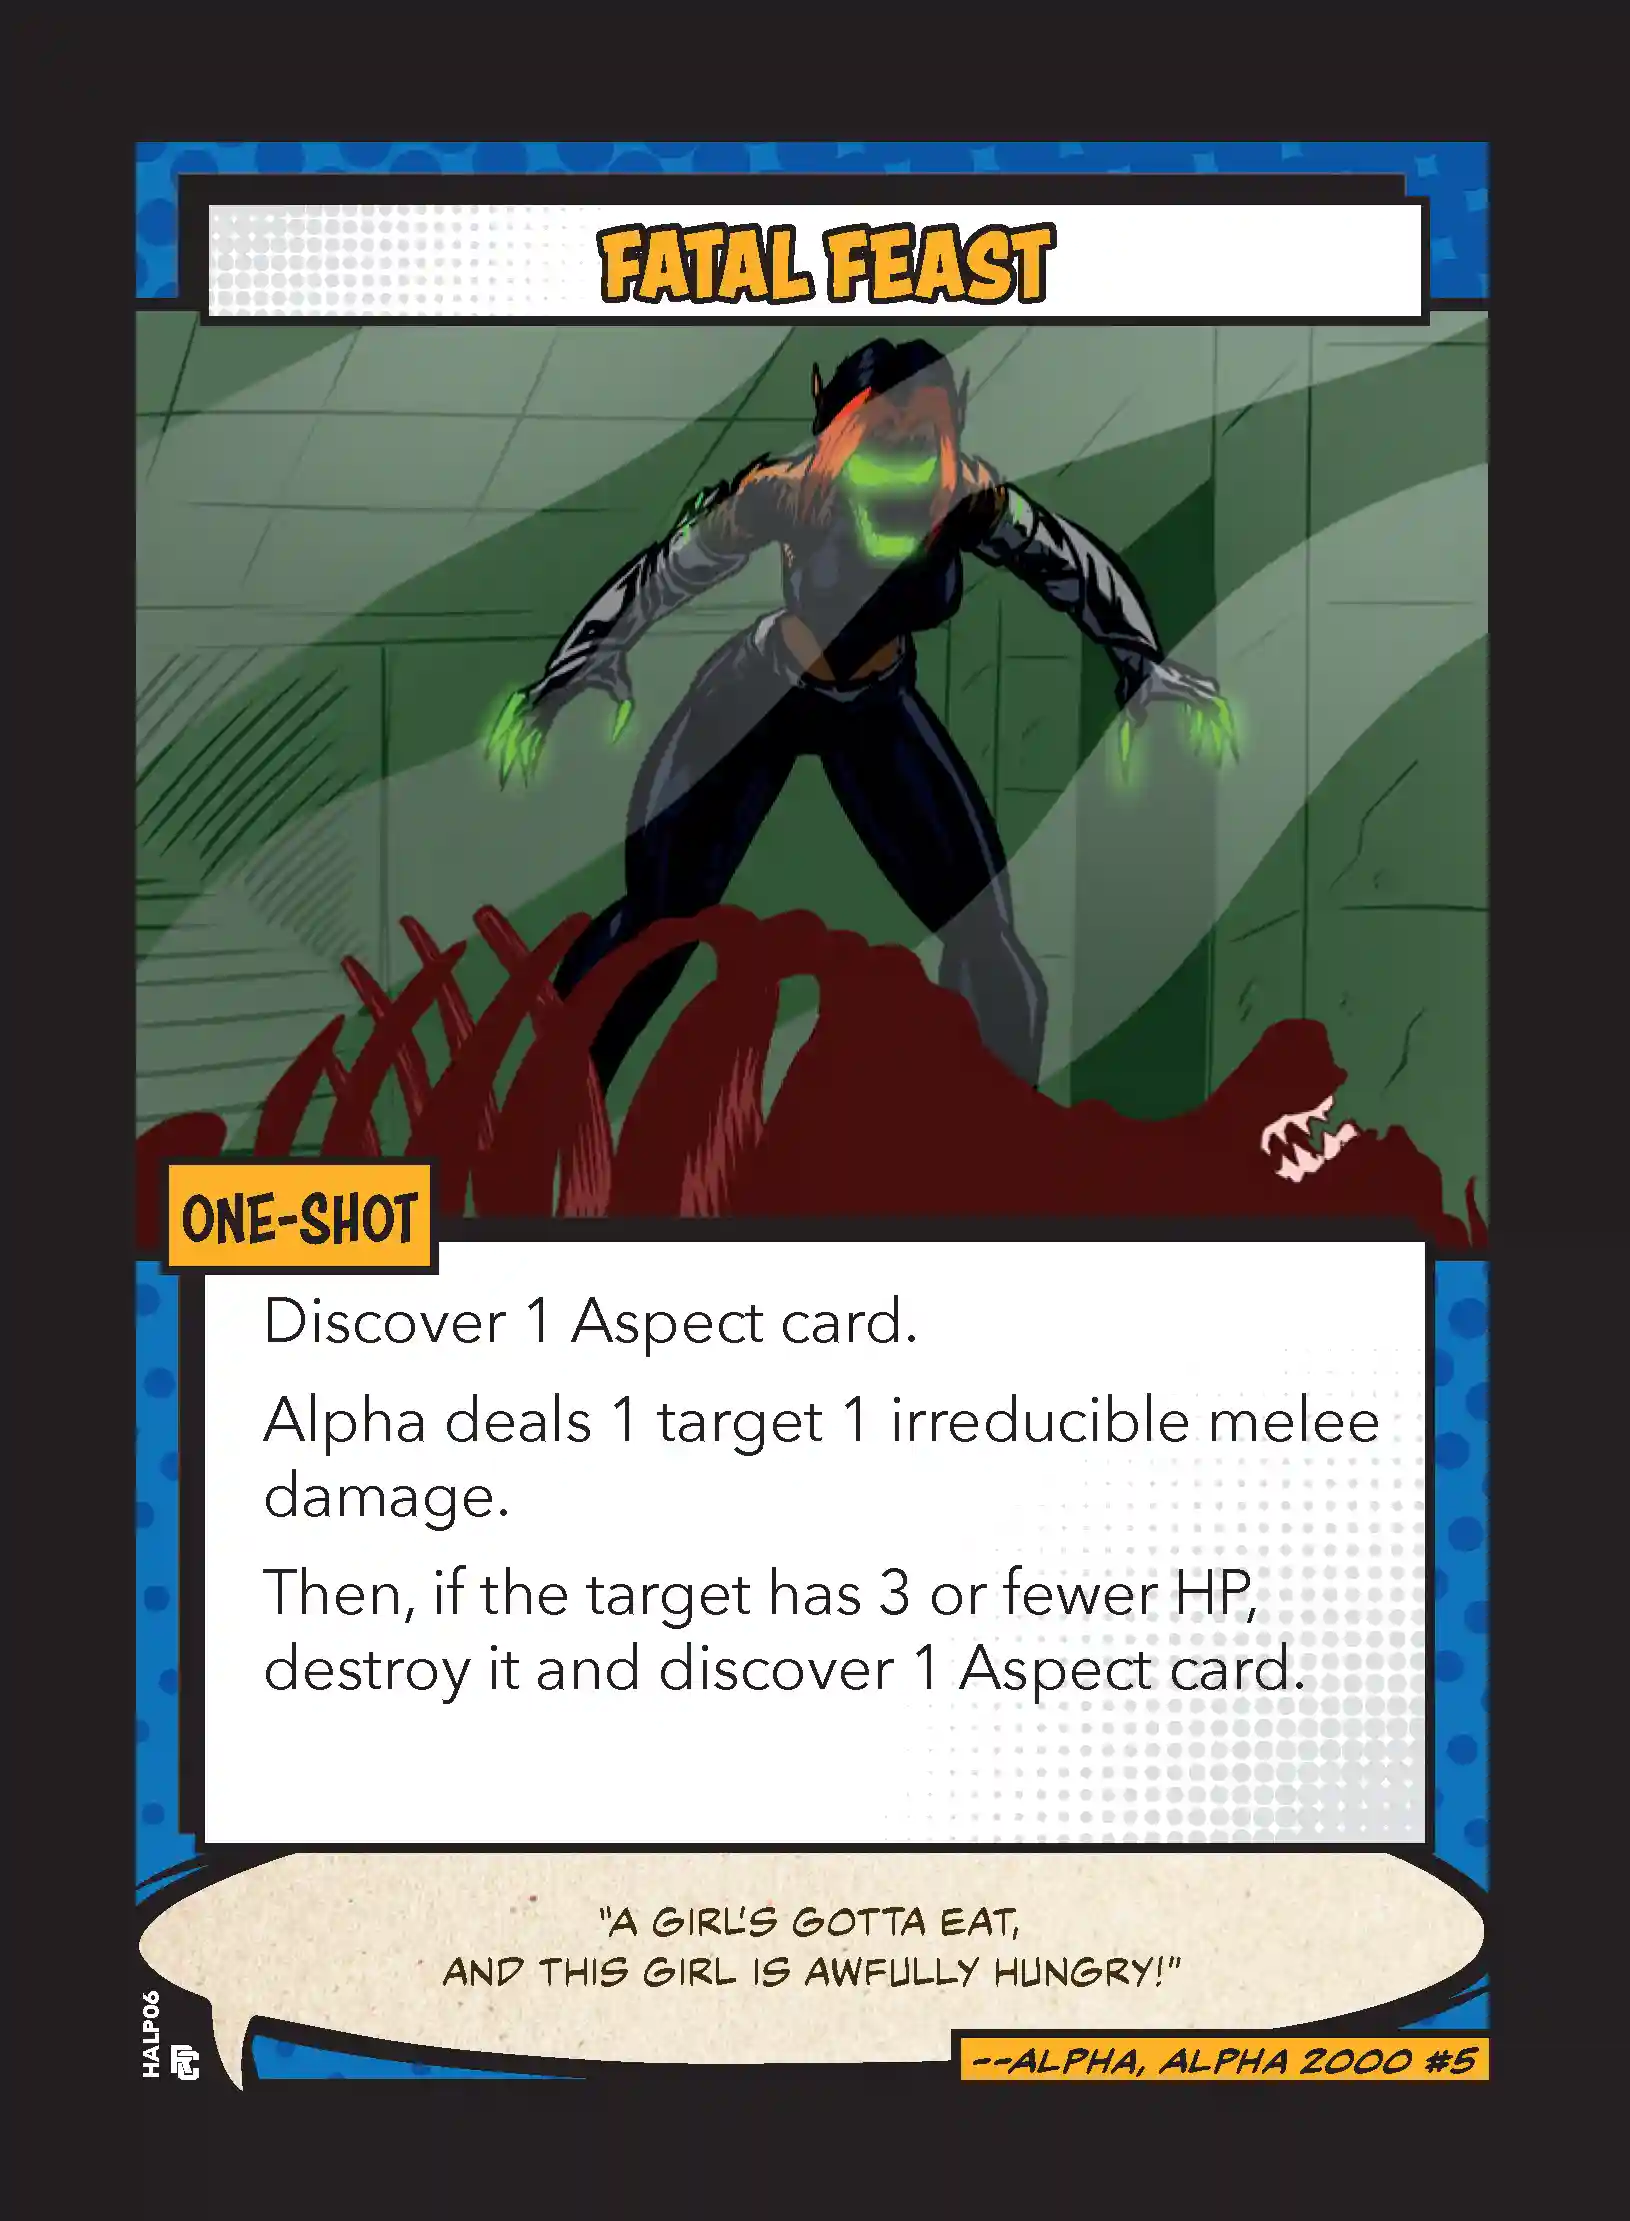 FATAL FEAST
ONE-SHOT
Discover 1 Aspect card.
Alpha deals 1 target 1 irreducible melee
damage.
Then, if the target has 3 or fewer HP,
destroy it and discover 1 Aspect card.
"A GIRL'S GOTTA EAT,
AND THIS GIRL IS AWFULLY HUNGRY!"
HALP06
--ALPHA, ALPHA 2000 #5